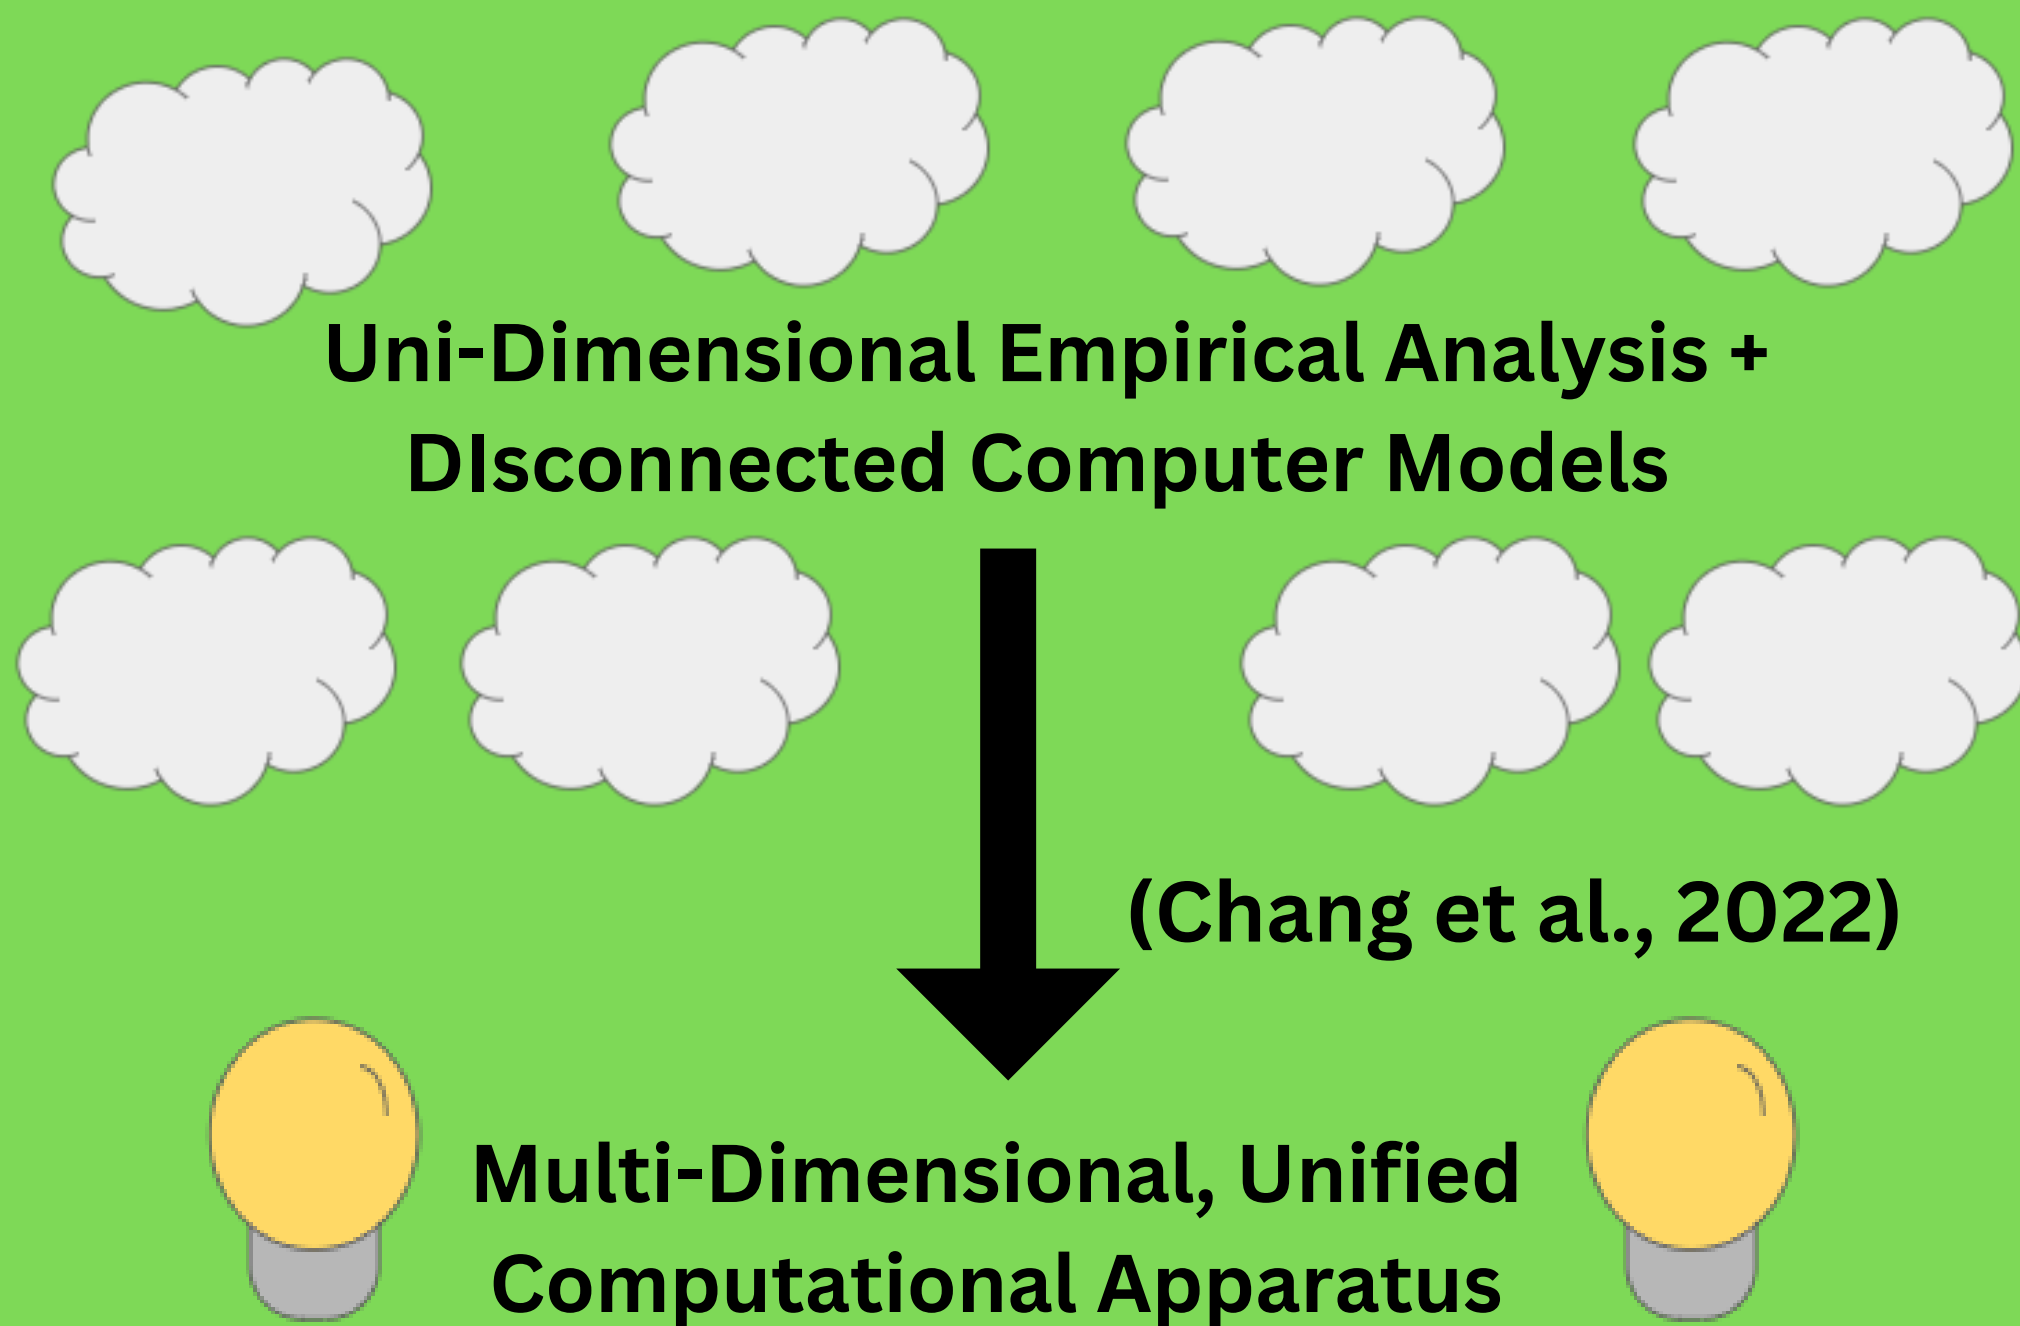 Uni-Dimensional Empirical Analysis +
DIsconnected Computer Models
(Chang et al., 2022)
Multi-Dimensional, Unified
Computational Apparatus